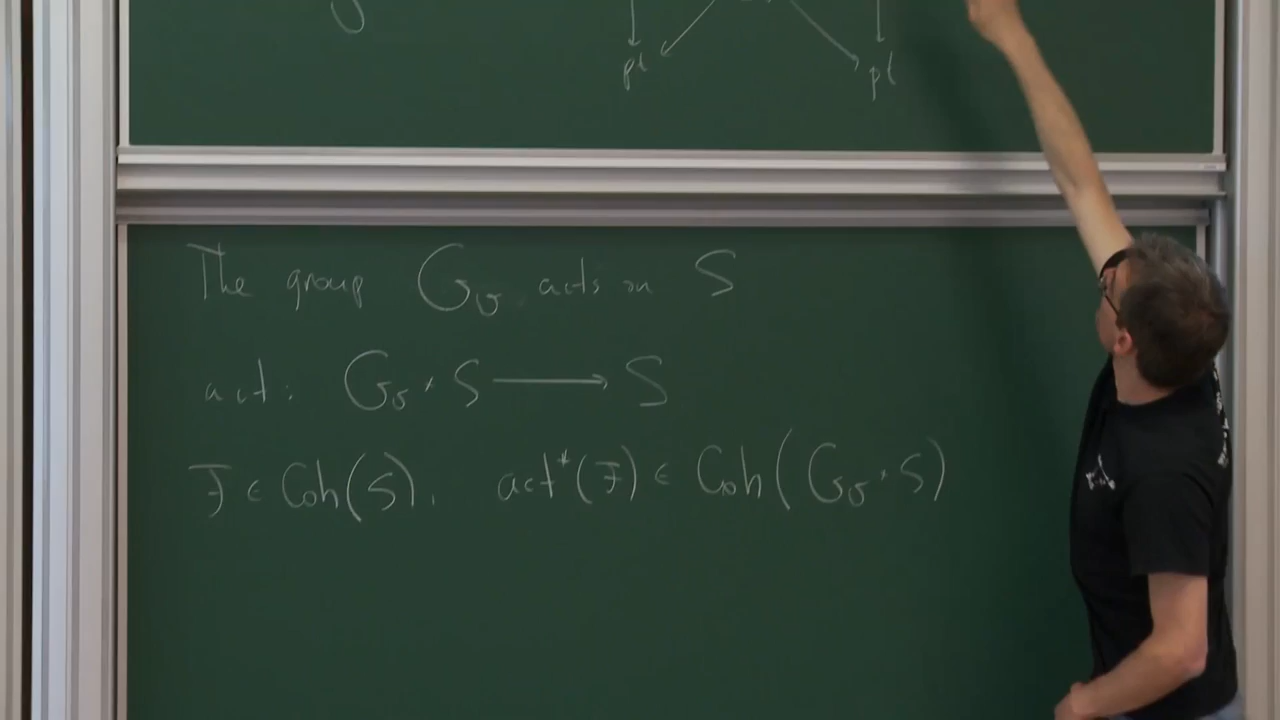 pt pt
The group G_σ acts on S
act: G_σ × S ⟶ S
F ∈ Coh(S), act*(F) ∈ Coh(G_σ × S)